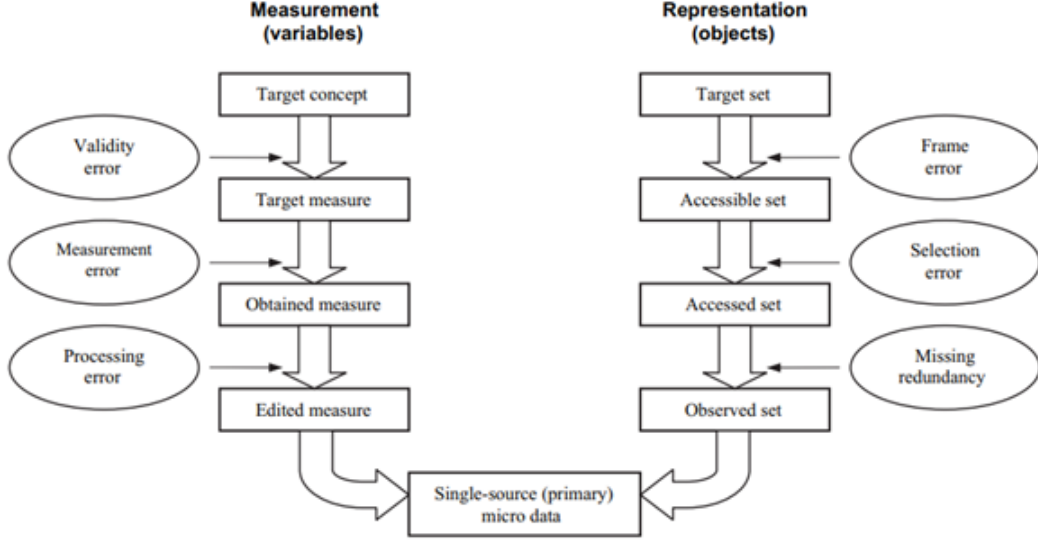 Measurement
(variables)
Representation
(objects)
Target concept
Target set
Validity
error
Frame
error
Target measure
Accessible set
Measurement
error
Selection
error
Obtained measure
Accessed set
Processing
error
Missing
redundancy
Edited measure
Observed set
Single-source (primary)
micro data